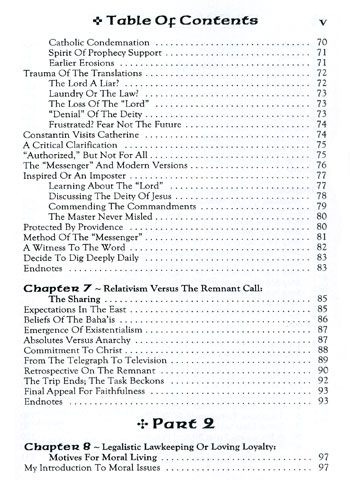 ✣ Table Of Contents v
Catholic Condemnation . . . . . . . . . . . . . . . . . . . . . . . 70
Spirit Of Prophecy Support . . . . . . . . . . . . . . . . . . . . 71
Earlier Erosions . . . . . . . . . . . . . . . . . . . . . . . . . . . 71
Trauma Of The Translations . . . . . . . . . . . . . . . . . . . . . 72
The Lord A Liar? . . . . . . . . . . . . . . . . . . . . . . . . . . 72
Laundry Or The Law? . . . . . . . . . . . . . . . . . . . . . . . 73
The Loss Of The “Lord” . . . . . . . . . . . . . . . . . . . . . 73
“Denial” Of The Deity . . . . . . . . . . . . . . . . . . . . . . . 73
Frustrated? Fear Not The Future . . . . . . . . . . . . . . . . 74
Constantin Visits Catherine . . . . . . . . . . . . . . . . . . . . . 74
A Critical Clarification . . . . . . . . . . . . . . . . . . . . . . . . 75
“Authorized,” But Not For All . . . . . . . . . . . . . . . . . . . . 75
The “Messenger” And Modern Versions . . . . . . . . . . . . . . 76
Inspired Or An Imposter . . . . . . . . . . . . . . . . . . . . . . . 77
Learning About The “Lord” . . . . . . . . . . . . . . . . . . . 77
Discussing The Deity Of Jesus . . . . . . . . . . . . . . . . . . 78
Commending The Commandments . . . . . . . . . . . . . . . 79
The Master Never Misled . . . . . . . . . . . . . . . . . . . . . 80
Protected By Providence . . . . . . . . . . . . . . . . . . . . . . . 80
Method Of The “Messenger” . . . . . . . . . . . . . . . . . . . . . 81
A Witness To The Word . . . . . . . . . . . . . . . . . . . . . . . 82
Decide To Dig Deeply Daily . . . . . . . . . . . . . . . . . . . . . 83
Endnotes . . . . . . . . . . . . . . . . . . . . . . . . . . . . . . . . . 83
Chapter 7 ~ Relativism Versus The Remnant Call:
The Sharing . . . . . . . . . . . . . . . . . . . . . . . . . . . . . 85
Expectations In The East . . . . . . . . . . . . . . . . . . . . . . . 85
Beliefs Of The Baha'is . . . . . . . . . . . . . . . . . . . . . . . . . 86
Emergence Of Existentialism . . . . . . . . . . . . . . . . . . . . . 87
Absolutes Versus Anarchy . . . . . . . . . . . . . . . . . . . . . . 87
Commitment To Christ . . . . . . . . . . . . . . . . . . . . . . . . 88
From The Telegraph To Television . . . . . . . . . . . . . . . . . 89
Retrospective On The Remnant . . . . . . . . . . . . . . . . . . . 90
The Trip Ends; The Task Beckons . . . . . . . . . . . . . . . . . . 92
Final Appeal For Faithfulness . . . . . . . . . . . . . . . . . . . . . 93
Endnotes . . . . . . . . . . . . . . . . . . . . . . . . . . . . . . . . . 93
✣ Part 2
Chapter 8 ~ Legalistic Lawkeeping Or Loving Loyalty:
Motives For Moral Living . . . . . . . . . . . . . . . . . . . . . 97
My Introduction To Moral Issues . . . . . . . . . . . . . . . . . . 97